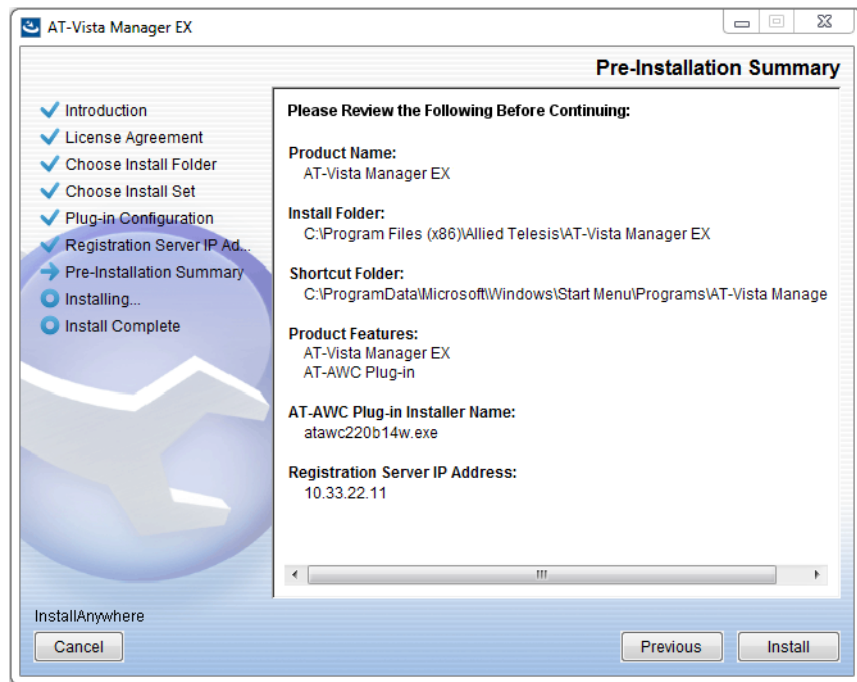 AT-Vista Manager EX
Pre-Installation Summary
Introduction
License Agreement
Choose Install Folder
Choose Install Set
Plug-in Configuration
Registration Server IP Ad...
Pre-Installation Summary
Installing...
Install Complete
Please Review the Following Before Continuing:
Product Name:
AT-Vista Manager EX
Install Folder:
C:\Program Files (x86)\Allied Telesis\AT-Vista Manager EX
Shortcut Folder:
C:\ProgramData\Microsoft\Windows\Start Menu\Programs\AT-Vista Manage
Product Features:
AT-Vista Manager EX
AT-AWC Plug-in
AT-AWC Plug-in Installer Name:
atawc220b14w.exe
Registration Server IP Address:
10.33.22.11
InstallAnywhere
Cancel
Previous
Install